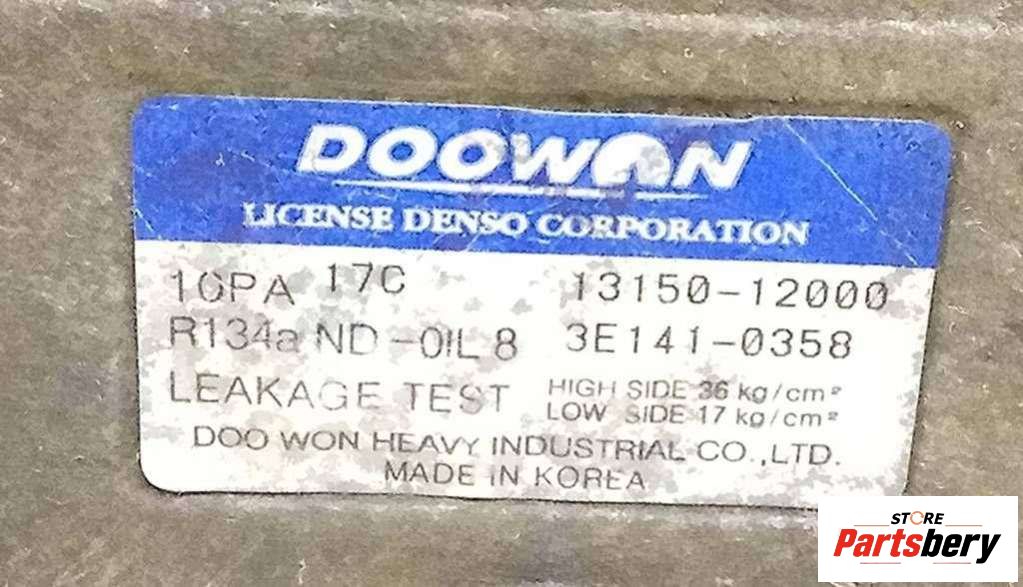 DOOWON
LICENSE DENSO CORPORATION
10PA 17C 13150-12000
R134a ND-OIL 8 3E141-0358
LEAKAGE TEST HIGH SIDE 36 kg/cm²
LOW SIDE 17 kg/cm²
DOO WON HEAVY INDUSTRIAL CO.,LTD.
MADE IN KOREA
STORE
Partsbery